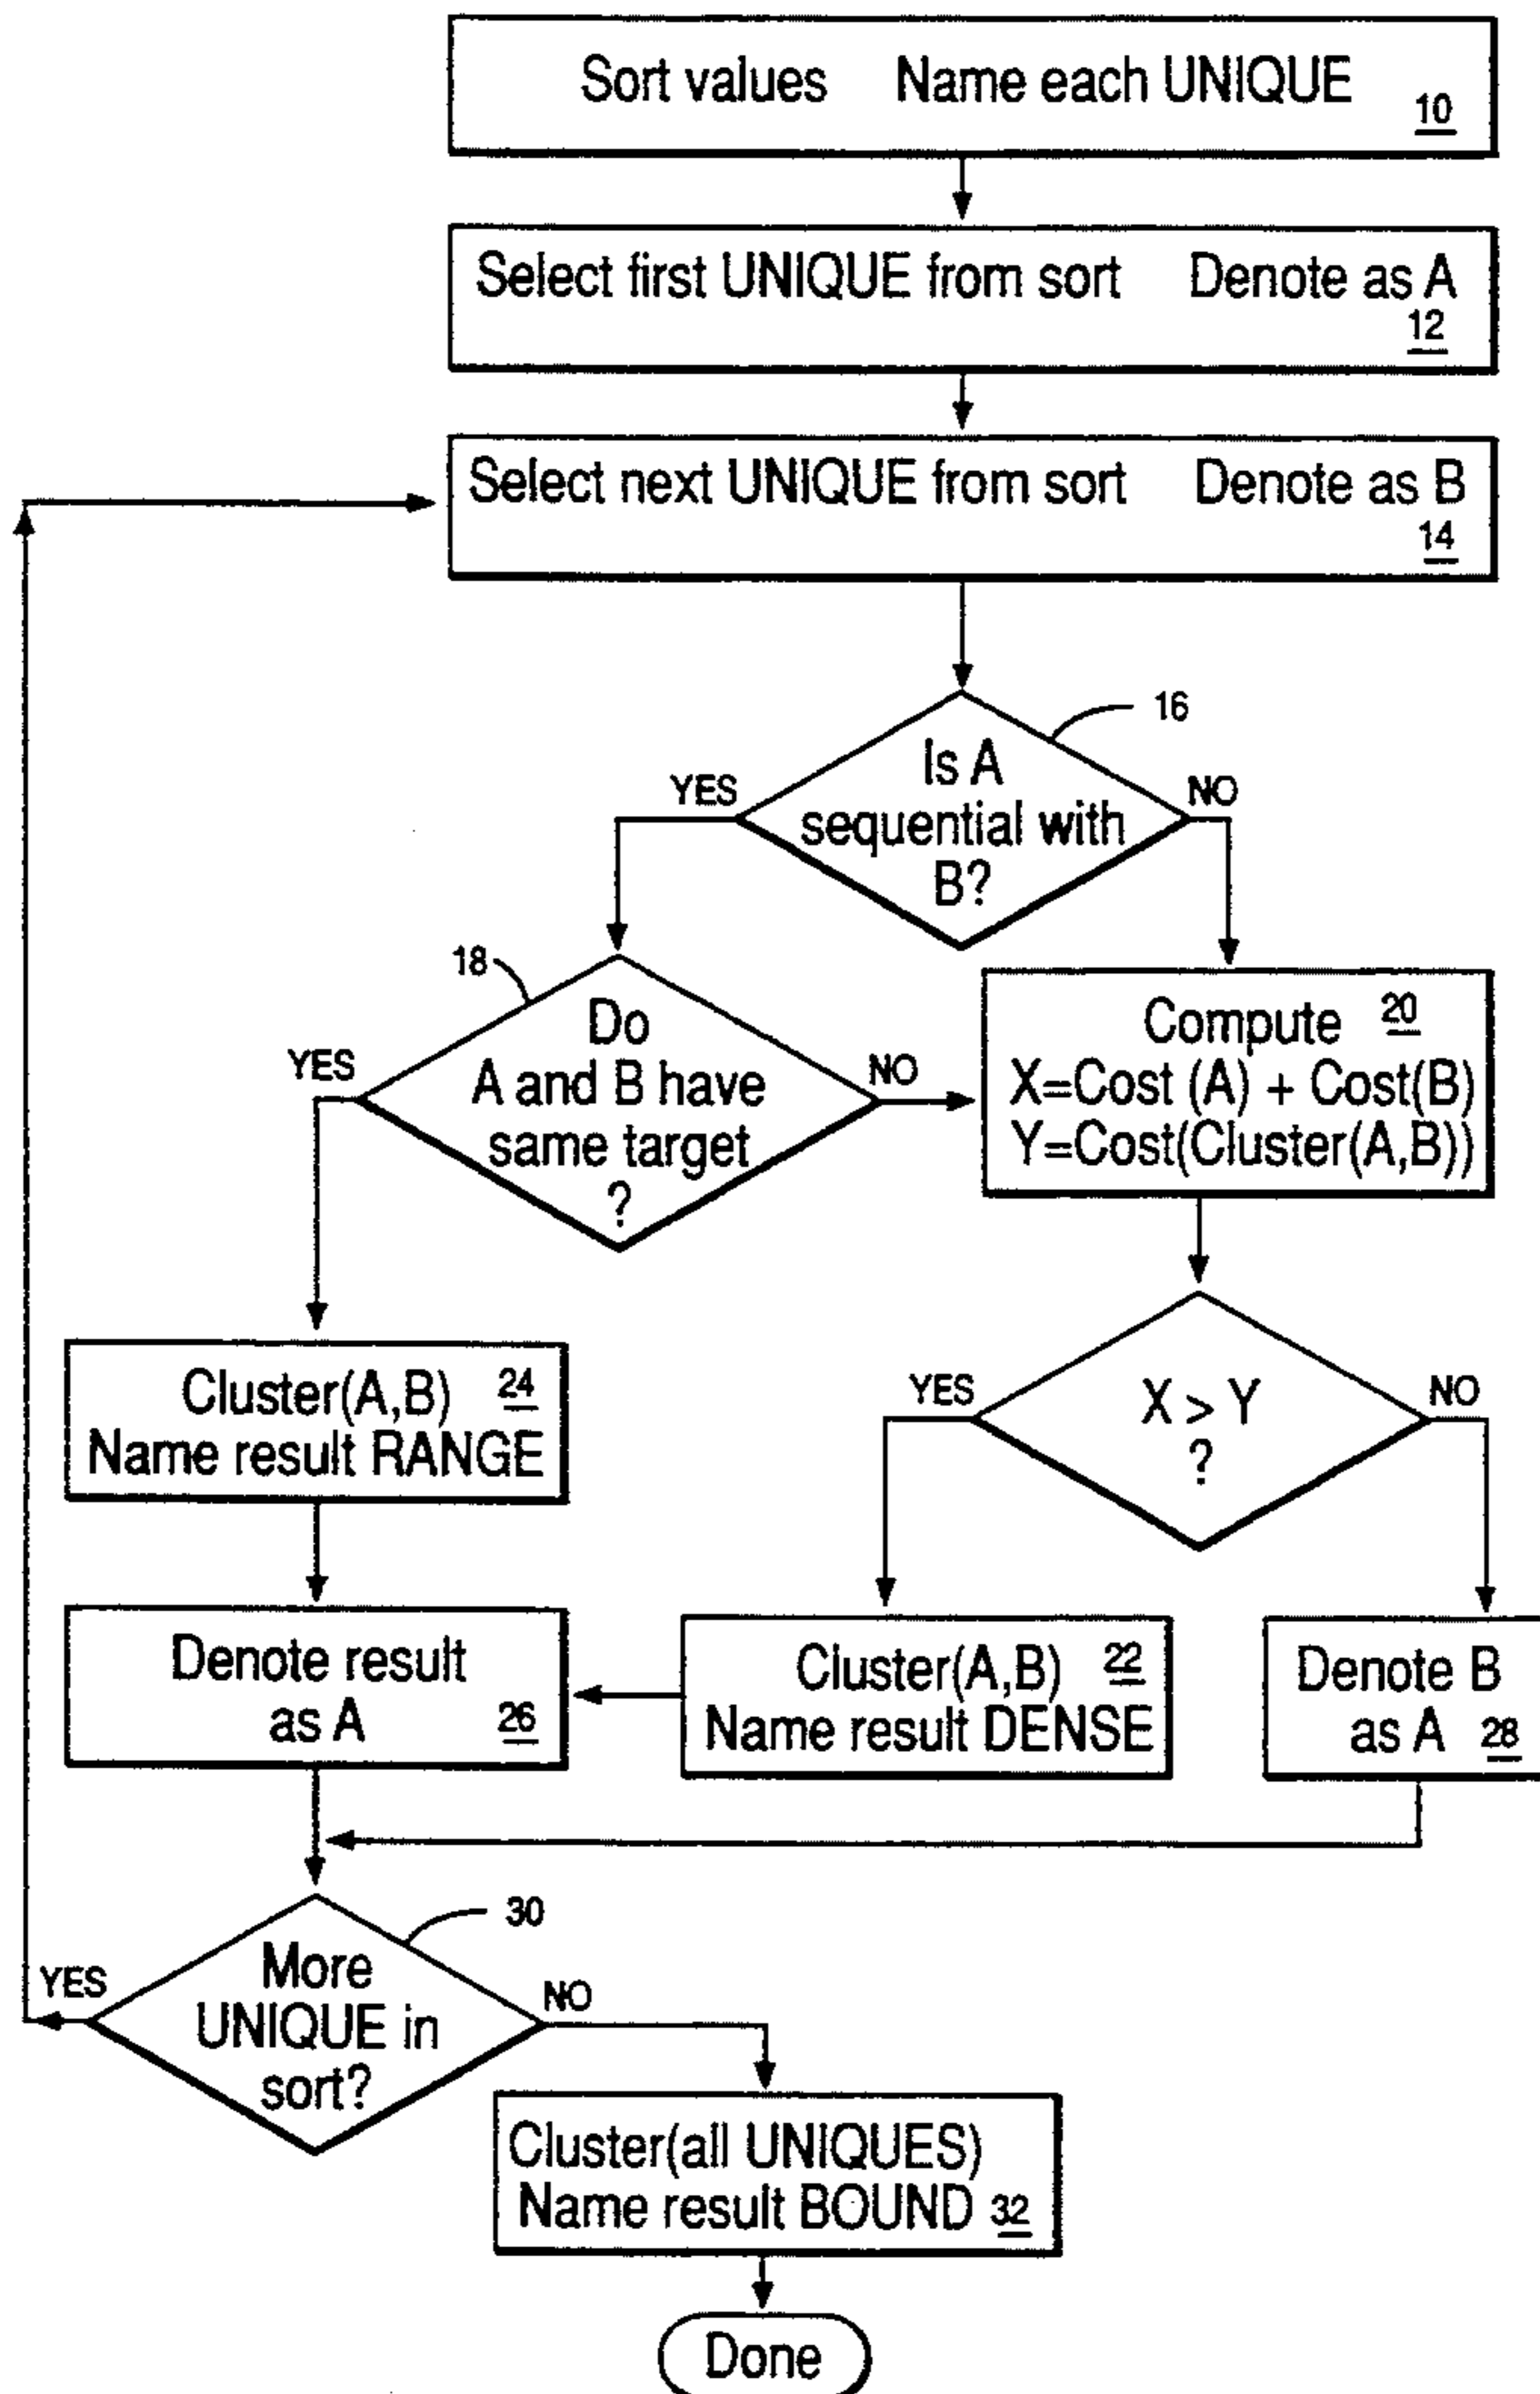 Sort values Name each UNIQUE
10
Select first UNIQUE from sort Denote as A
12
Select next UNIQUE from sort Denote as B
14
16
Is A
sequential with
B?
YES
NO
18
Do
A and B have
same target
?
YES
NO
Compute 20
X=Cost (A) + Cost(B)
Y=Cost(Cluster(A,B))
X > Y
?
YES
NO
Cluster(A,B) 24
Name result RANGE
Denote result
as A 26
Cluster(A,B) 22
Name result DENSE
Denote B
as A 28
30
More
UNIQUE in
sort?
YES
NO
Cluster(all UNIQUES)
Name result BOUND 32
Done